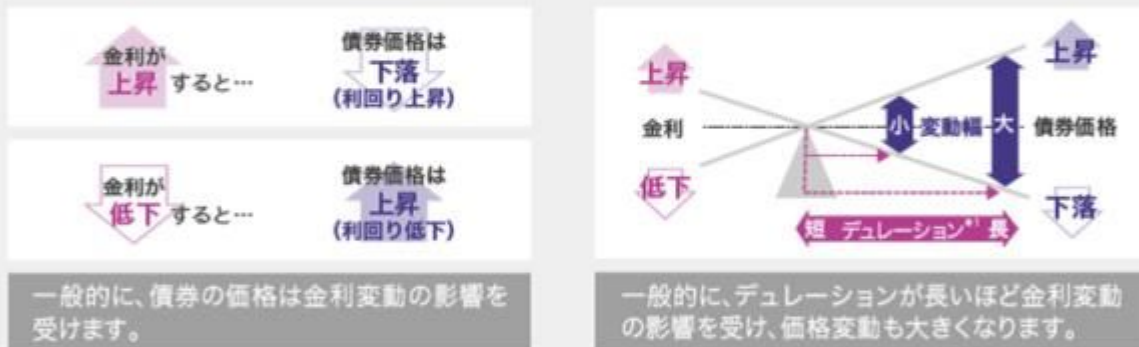 金利が
上昇 すると…
債券価格は
下落
(利回り上昇)
金利が
低下 すると…
債券価格は
上昇
(利回り低下)
一般的に、債券の価格は金利変動の影響を
受けます。
上昇
上昇
金利
小 変動幅 大
債券価格
低下
下落
短 デュレーション*1 長
一般的に、デュレーションが長いほど金利変動
の影響を受け、価格変動も大きくなります。